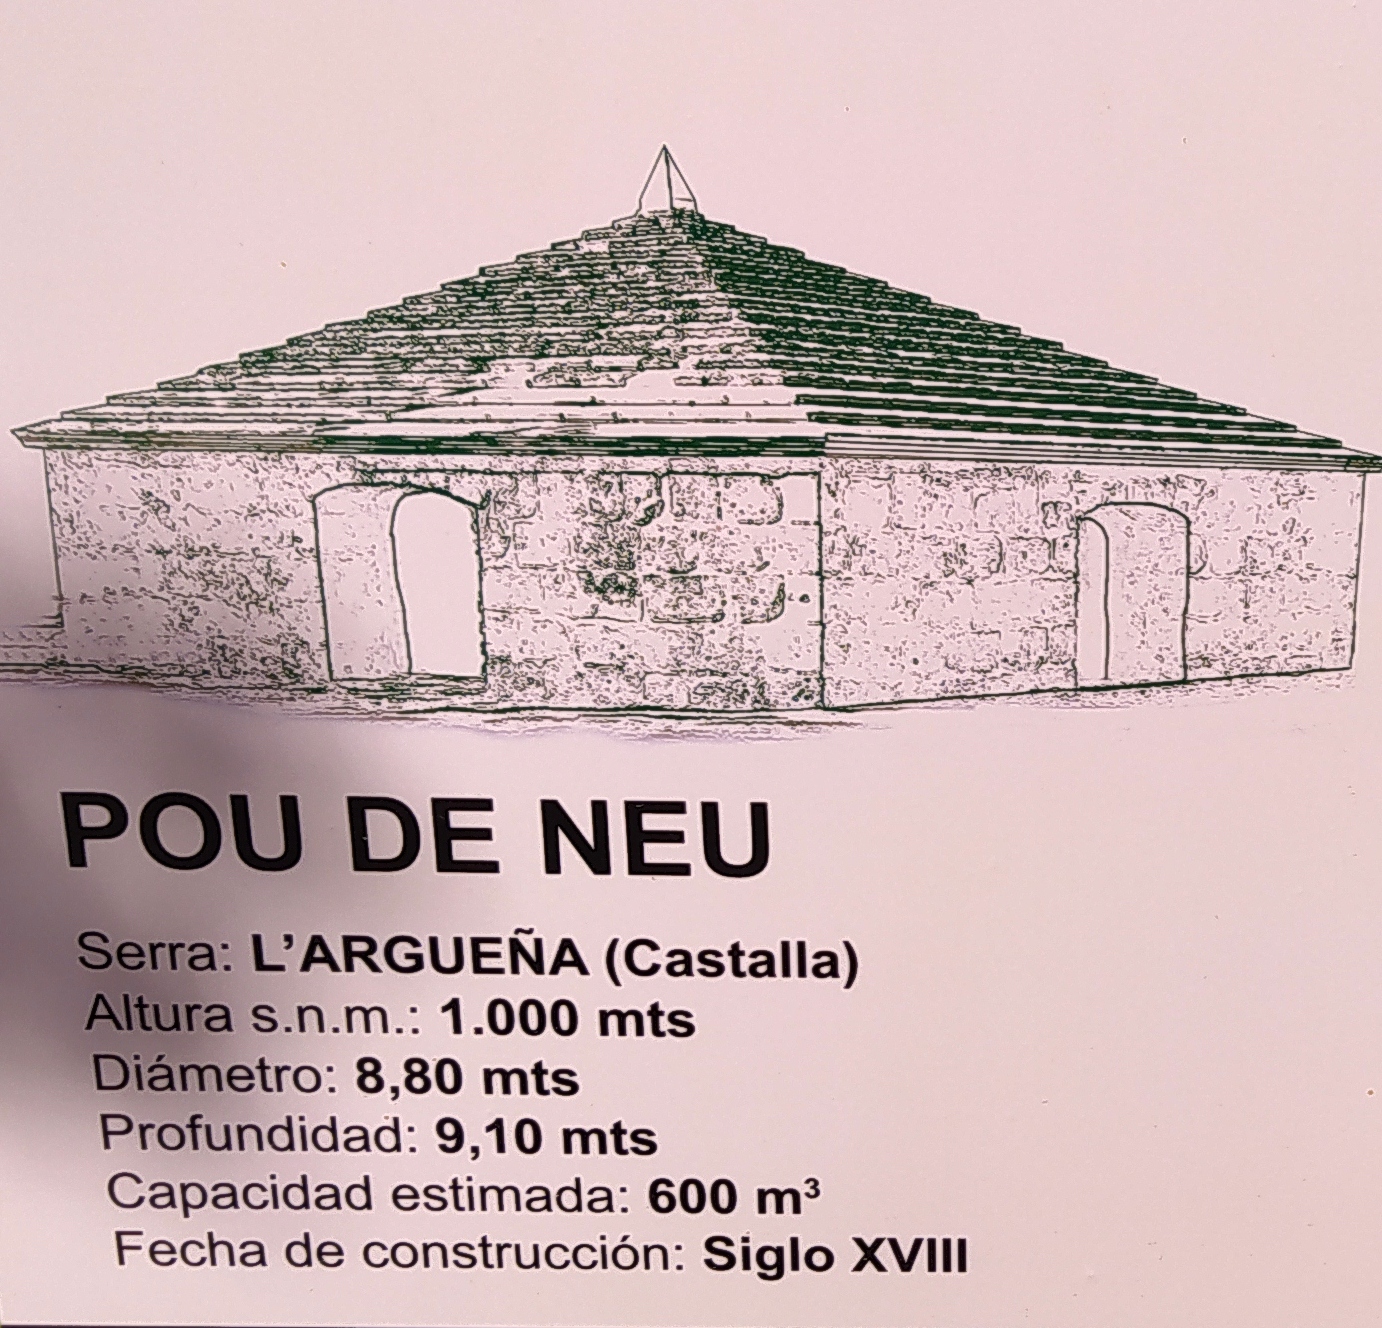 POU DE NEU
Serra: L'ARGUEÑA (Castalla)
Altura s.n.m.: 1.000 mts
Diámetro: 8,80 mts
Profundidad: 9,10 mts
Capacidad estimada: 600 m³
Fecha de construcción: Siglo XVIII